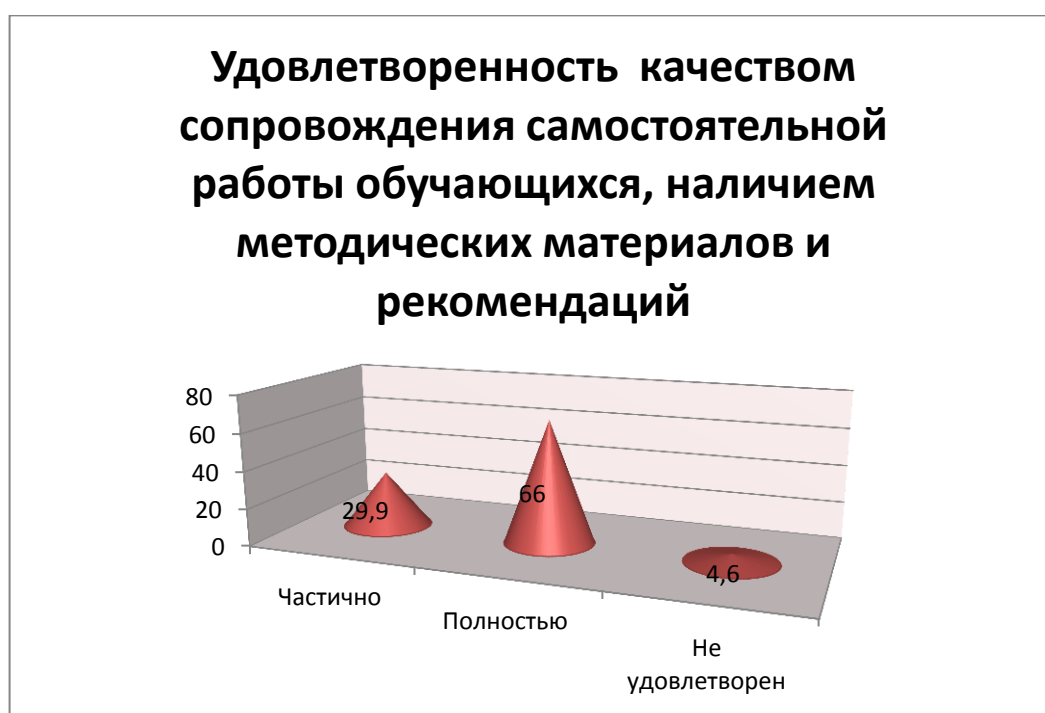 Удовлетворенность качеством
сопровождения самостоятельной
работы обучающихся, наличием
методических материалов и
рекомендаций
80
60
40
20
0
29,9
66
4,6
Частично
Полностью
Не
удовлетворен